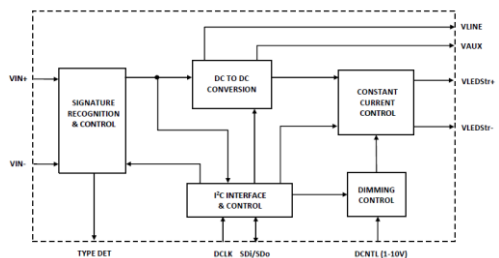 VLINE
VAUX
VIN+
SIGNATURE
RECOGNITION
& CONTROL
DC TO DC
CONVERSION
CONSTANT
CURRENT
CONTROL
VLEDStr+
VLEDStr-
VIN-
I²C INTERFACE
& CONTROL
DIMMING
CONTROL
TYPE DET
DCLK SDi/SDo
DCNTL (1-10V)